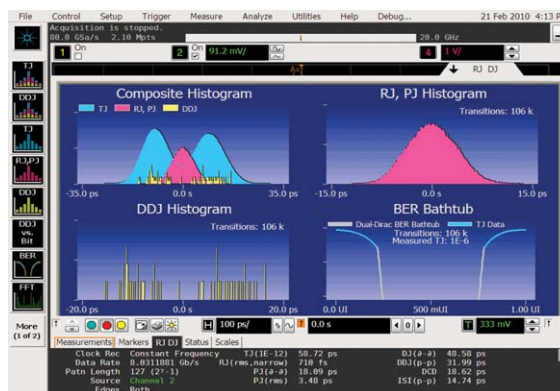 File Control Setup Trigger Measure Analyze Utilities Help Debug... 21 Feb 2010 4:13 P
Acquisition is stopped.
80.0 GSa/s 2.10 Mpts
20.0 GHz
1 On
2 On 91.2 mV/
4 1 V/
RJ DJ
TJ
DDJ
TJ
RJ,PJ
DDJ
DDJ
vs.
Bit
BER
FFT
More
(1 of 2)
Composite Histogram
TJ RJ, PJ DDJ
-35.0 ps 0.0 s 35.0 ps
RJ, PJ Histogram
Transitions: 106 k
-15.0 ps 0.0 s 15.0 ps
DDJ Histogram
Transitions: 106 k
-20.0 ps 0.0 s 20.0 ps
BER Bathtub
Dual-Dirac BER Bathtub TJ Data
Transitions: 106 k
Measured TJ: 1E-6
0.0 UI 500 mUI 0.00 UI
H 100 ps/ 0.0 s 0 T 333 mV
Measurements Markers RJ DJ Status Scales
Clock Rec Constant Frequency TJ(1E-12) 58.72 ps DJ(∂-∂) 48.58 ps
Data Rate 8.0311881 Gb/s RJ(rms,narrow) 710 fs DDJ(p-p) 31.99 ps
Patn Length 127 (2⁷-1) PJ(∂-∂) 18.09 ps DCD 18.62 ps
Source Channel 2 PJ(rms) 3.48 ps ISI(p-p) 14.74 ps
Edges Both